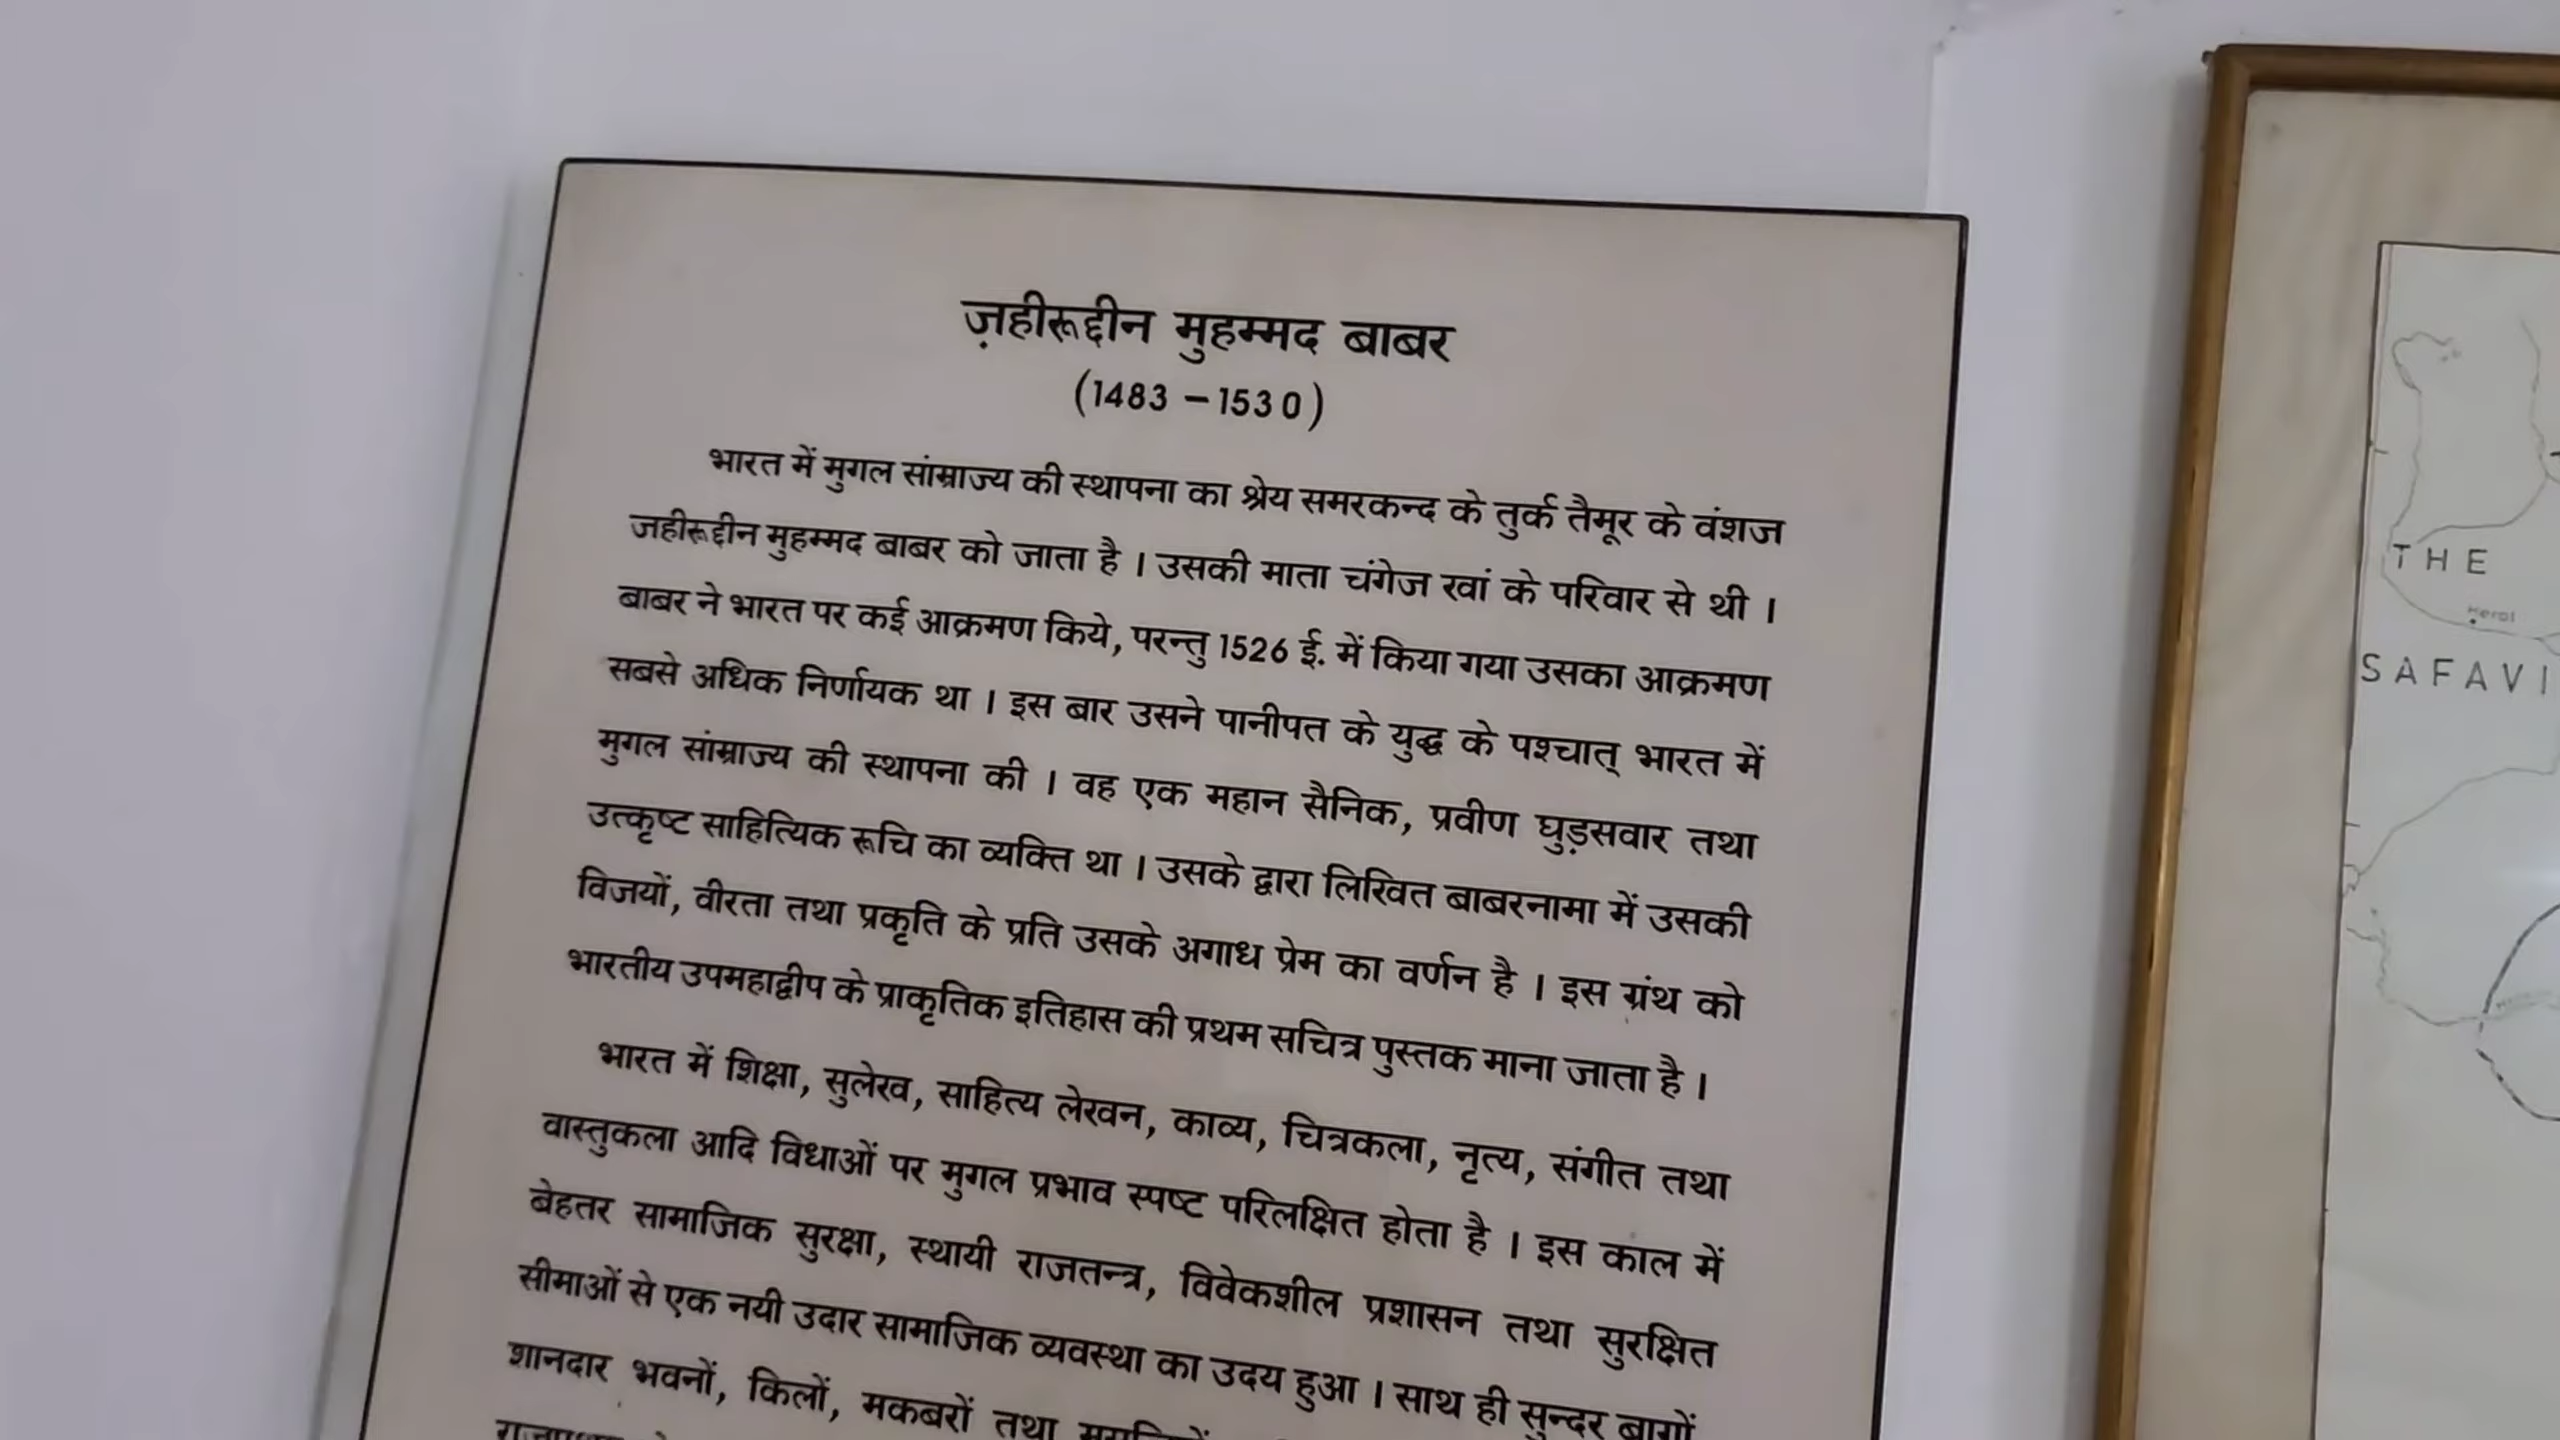 ज़हीरूद्दीन मुहम्मद बाबर
(1483 – 1530)
भारत में मुगल सांम्राज्य की स्थापना का श्रेय समरकन्द के तुर्क तैमूर के वंशज
जहीरूद्दीन मुहम्मद बाबर को जाता है । उसकी माता चंगेज खां के परिवार से थी ।
बाबर ने भारत पर कई आक्रमण किये, परन्तु 1526 ई. में किया गया उसका आक्रमण
सबसे अधिक निर्णायक था । इस बार उसने पानीपत के युद्ध के पश्चात् भारत में
मुगल सांम्राज्य की स्थापना की । वह एक महान सैनिक, प्रवीण घुड़सवार तथा
उत्कृष्ट साहित्यिक रूचि का व्यक्ति था । उसके द्वारा लिखित बाबरनामा में उसकी
विजयों, वीरता तथा प्रकृति के प्रति उसके अगाध प्रेम का वर्णन है । इस ग्रंथ को
भारतीय उपमहाद्वीप के प्राकृतिक इतिहास की प्रथम सचित्र पुस्तक माना जाता है ।
भारत में शिक्षा, सुलेख, साहित्य लेखन, काव्य, चित्रकला, नृत्य, संगीत तथा
वास्तुकला आदि विधाओं पर मुगल प्रभाव स्पष्ट परिलक्षित होता है । इस काल में
बेहतर सामाजिक सुरक्षा, स्थायी राजतन्त्र, विवेकशील प्रशासन तथा सुरक्षित
सीमाओं से एक नयी उदार सामाजिक व्यवस्था का उदय हुआ । साथ ही सुन्दर बागों
शानदार भवनों, किलों, मकबरों तथा
THE
Herat
SAFAVI